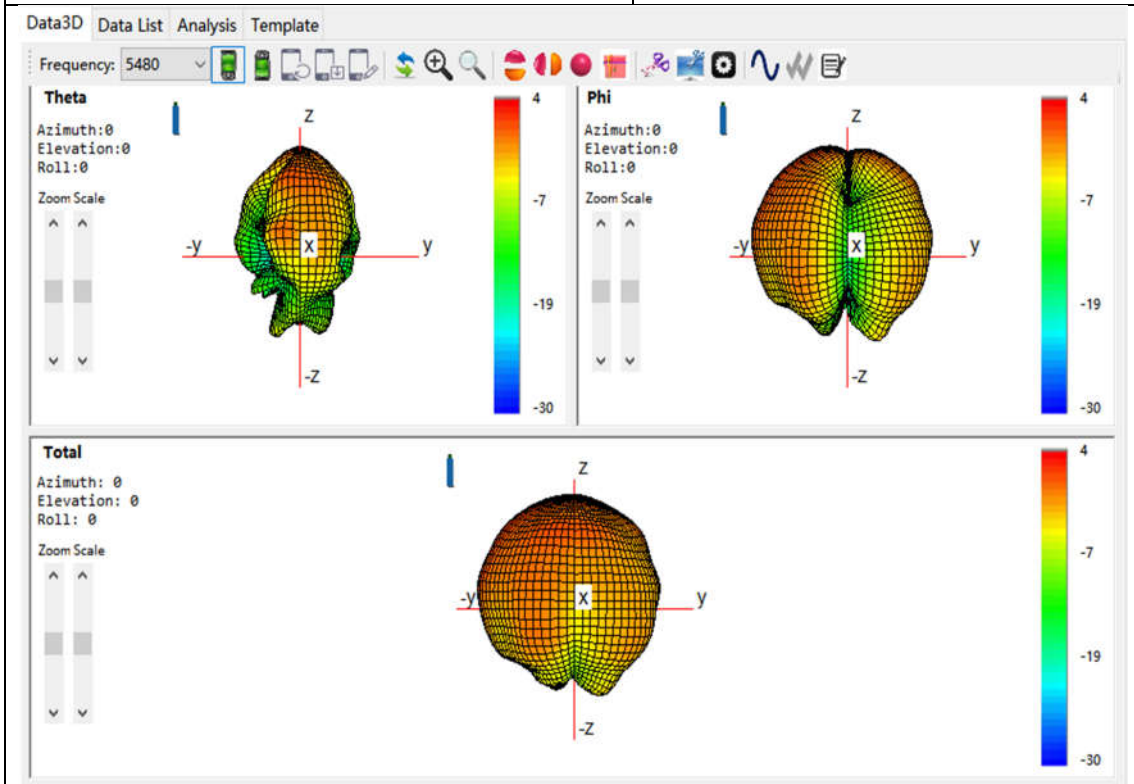 Data3D Data List Analysis Template
Frequency: 5480
Theta
Azimuth:0
Elevation:0
Roll:0
Zoom Scale
z
-y
x
y
-z
4
-7
-19
-30
Phi
Azimuth:0
Elevation:0
Roll:0
Zoom Scale
z
-y
x
y
-z
4
-7
-19
-30
Total
Azimuth: 0
Elevation: 0
Roll: 0
Zoom Scale
z
-y
x
y
-z
4
-7
-19
-30